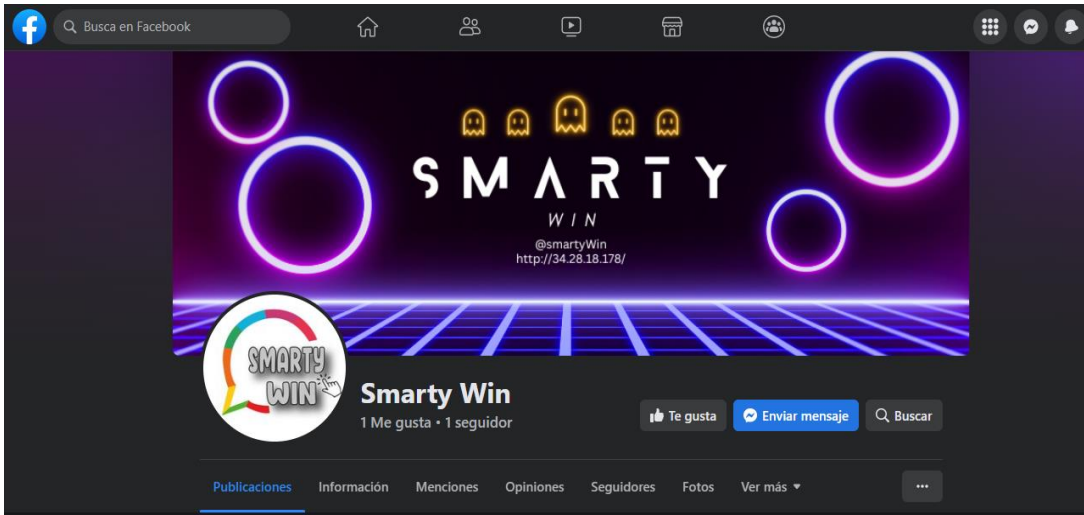 Busca en Facebook
SMARTY
WIN
@smartyWin
http://34.28.18.178/
SMARTY
WIN
Smarty Win
1 Me gusta • 1 seguidor
Te gusta
Enviar mensaje
Buscar
Publicaciones
Información
Menciones
Opiniones
Seguidores
Fotos
Ver más